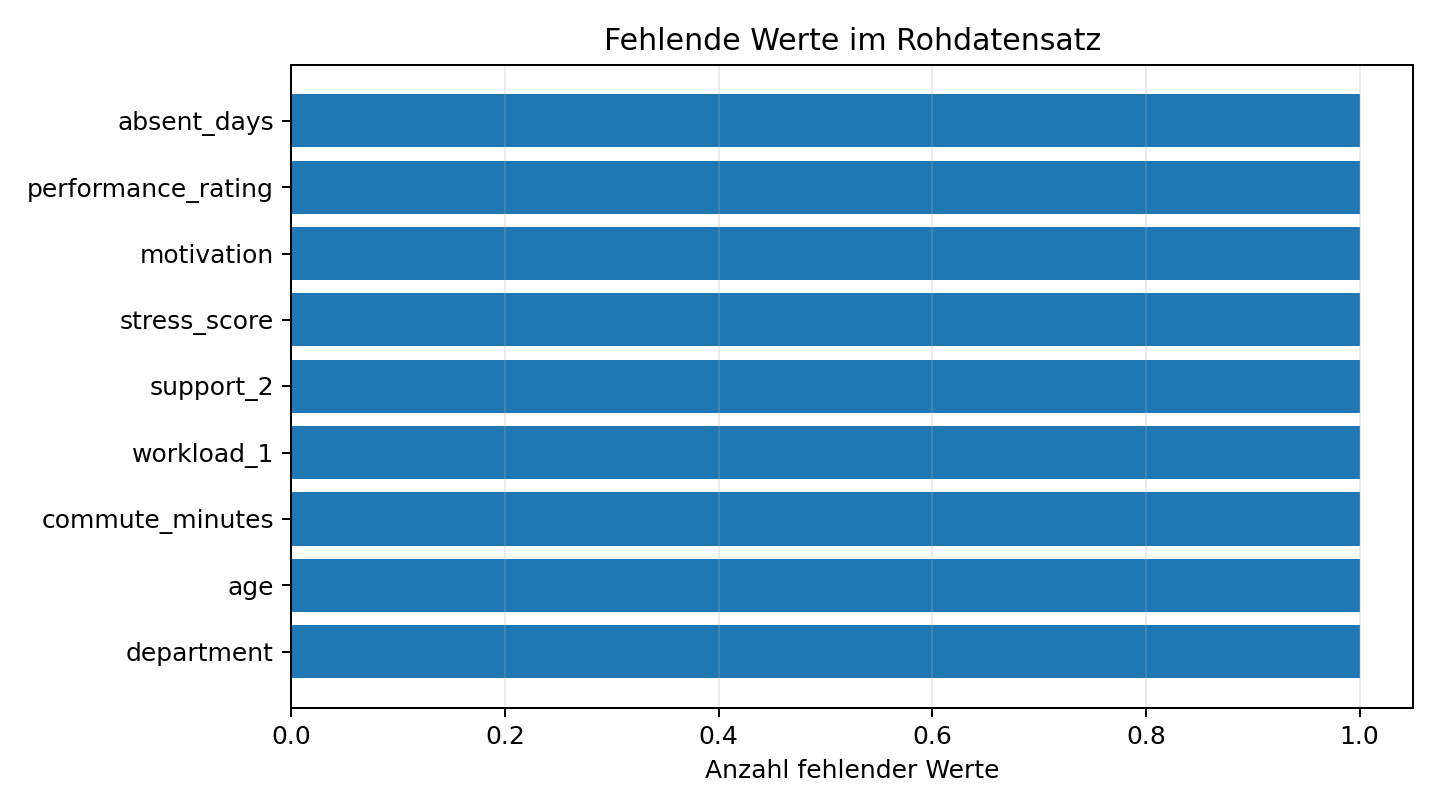 Fehlende Werte im Rohdatensatz
absent_days
performance_rating
motivation
stress_score
support_2
workload_1
commute_minutes
age
department
0.0 0.2 0.4 0.6 0.8 1.0
Anzahl fehlender Werte